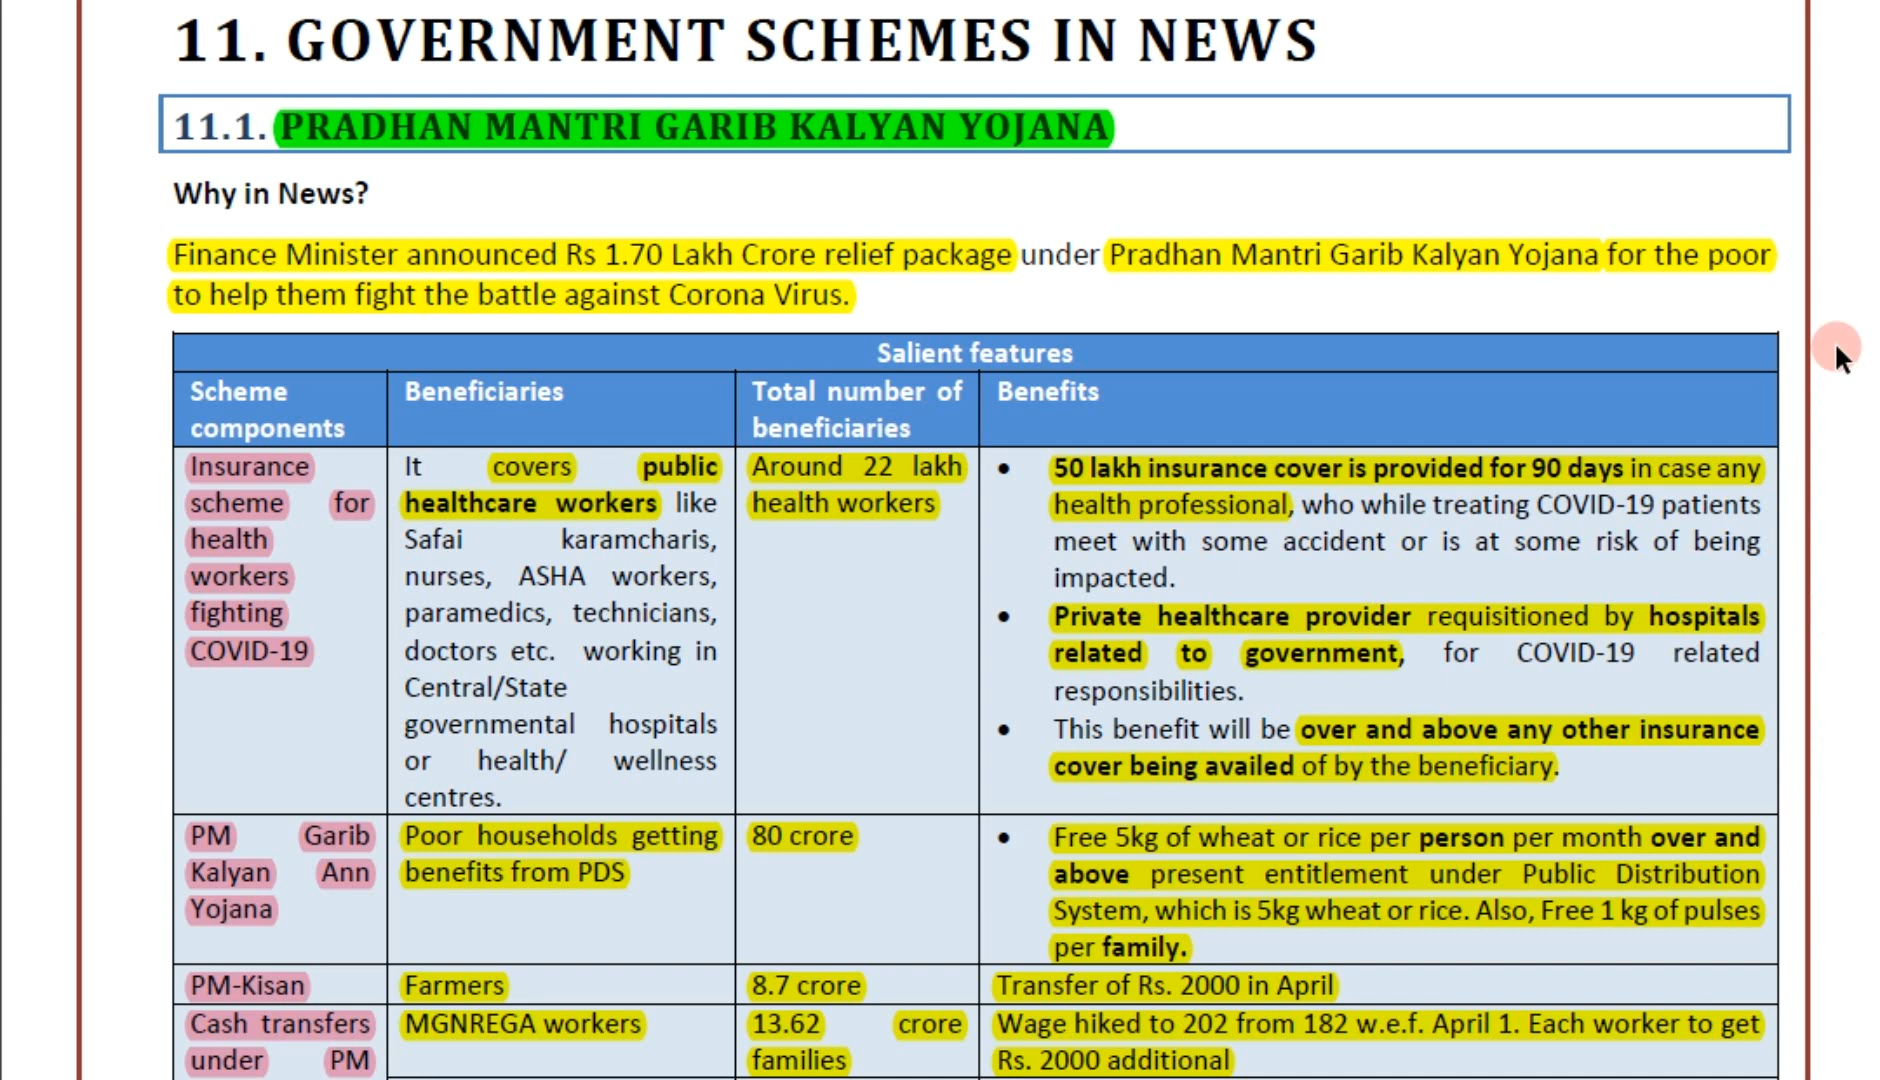 11. GOVERNMENT SCHEMES IN NEWS
11.1. PRADHAN MANTRI GARIB KALYAN YOJANA
Why in News?
Finance Minister announced Rs 1.70 Lakh Crore relief package under Pradhan Mantri Garib Kalyan Yojana for the poor
to help them fight the battle against Corona Virus.
Salient features
Scheme
components
Beneficiaries
Total number of
beneficiaries
Benefits
Insurance
scheme for
health
workers
fighting
COVID-19
It covers public
healthcare workers like
Safai karamcharis,
nurses, ASHA workers,
paramedics, technicians,
doctors etc. working in
Central/State
governmental hospitals
or health/ wellness
centres.
Around 22 lakh
health workers
• 50 lakh insurance cover is provided for 90 days in case any
health professional, who while treating COVID-19 patients
meet with some accident or is at some risk of being
impacted.
• Private healthcare provider requisitioned by hospitals
related to government, for COVID-19 related
responsibilities.
• This benefit will be over and above any other insurance
cover being availed of by the beneficiary.
PM Garib
Kalyan Ann
Yojana
Poor households getting
benefits from PDS
80 crore
• Free 5kg of wheat or rice per person per month over and
above present entitlement under Public Distribution
System, which is 5kg wheat or rice. Also, Free 1 kg of pulses
per family.
PM-Kisan
Farmers
8.7 crore
Transfer of Rs. 2000 in April
Cash transfers
under PM
MGNREGA workers
13.62 crore
families
Wage hiked to 202 from 182 w.e.f. April 1. Each worker to get
Rs. 2000 additional